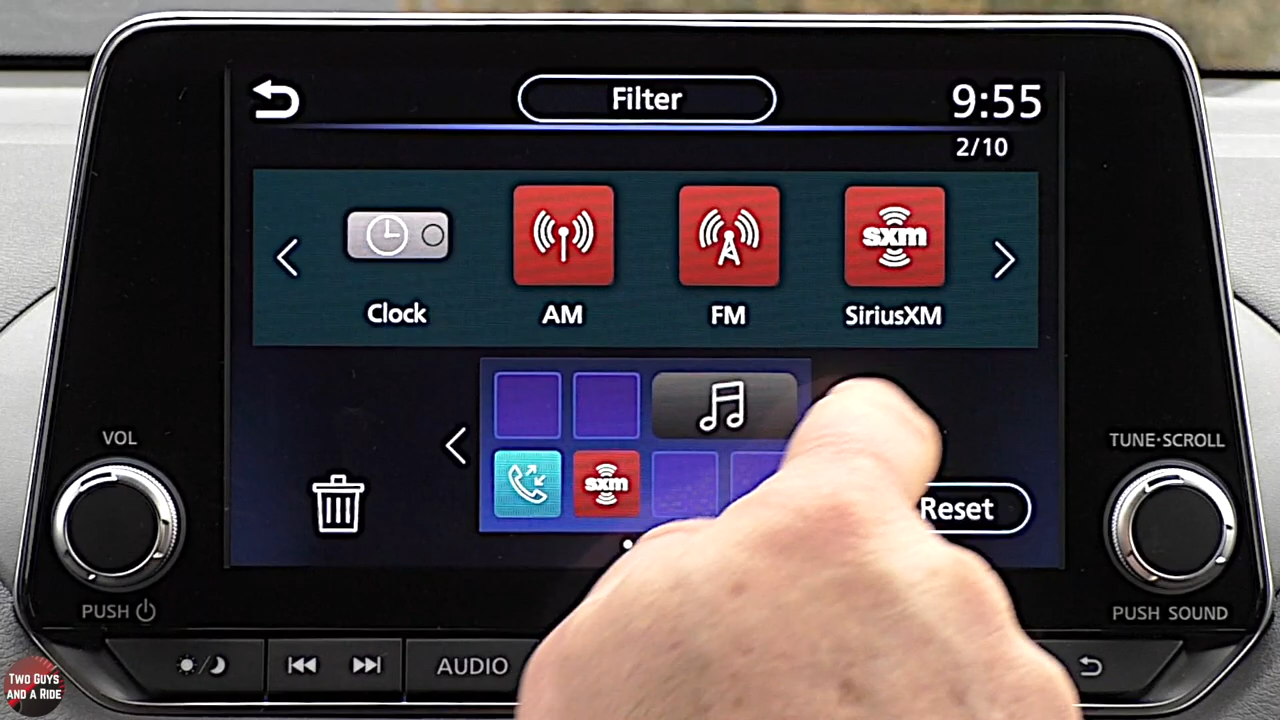 Filter
9:55
2/10
Clock
AM
FM
SiriusXM
sxm
sxm
Reset
VOL
PUSH
TUNE·SCROLL
PUSH SOUND
AUDIO
TWO GUYS
AND A RIDE